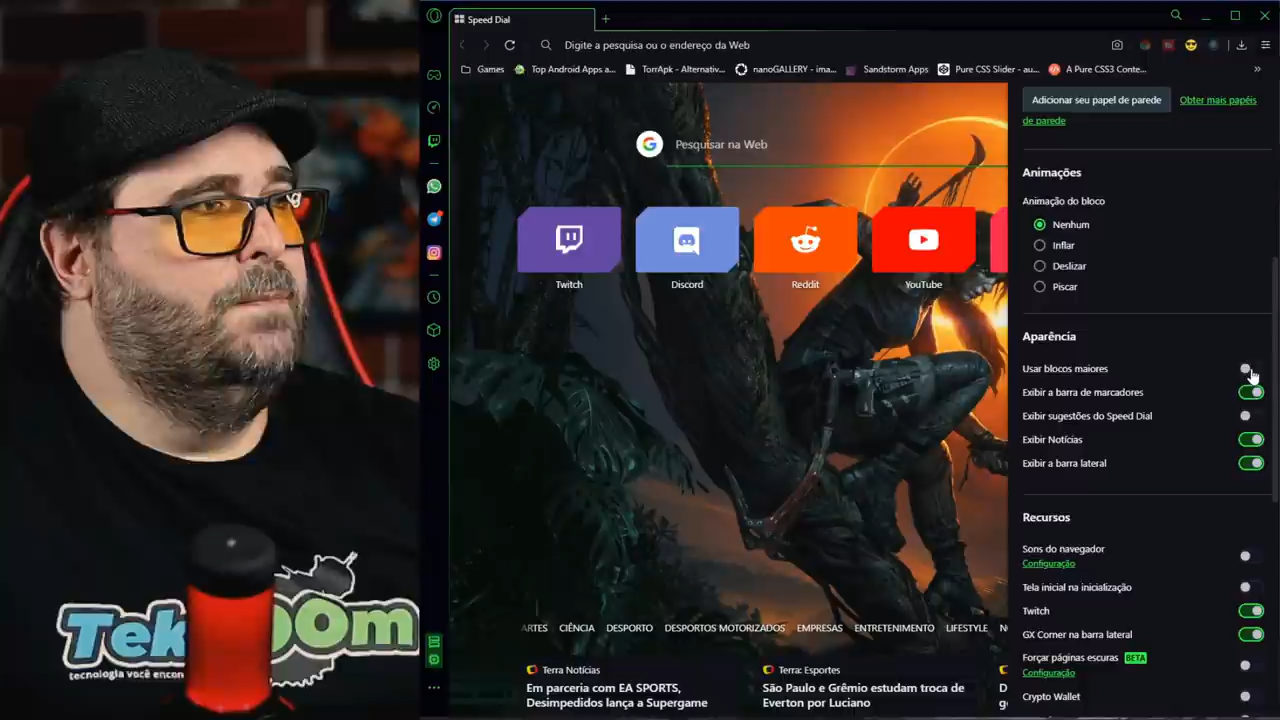 Speed Dial
Digite a pesquisa ou o endereço da Web
Games
Top Android Apps a...
TorrApk - Alternativ...
nanoGALLERY - ima...
Sandstorm Apps
Pure CSS Slider - au...
A Pure CSS3 Conte...
Pesquisar na Web
Twitch
Discord
Reddit
YouTube
ARTES CIÊNCIA DESPORTO DESPORTOS MOTORIZADOS EMPRESAS ENTRETENIMENTO LIFESTYLE
Terra Notícias
Em parceria com EA SPORTS,
Desimpedidos lança a Supergame
Terra: Esportes
São Paulo e Grêmio estudam troca de
Everton por Luciano
Adicionar seu papel de parede
Obter mais papéis
de parede
Animações
Animação do bloco
Nenhum
Inflar
Deslizar
Piscar
Aparência
Usar blocos maiores
Exibir a barra de marcadores
Exibir sugestões do Speed Dial
Exibir Notícias
Exibir a barra lateral
Recursos
Sons do navegador
Configuração
Tela inicial na inicialização
Twitch
GX Corner na barra lateral
Forçar páginas escuras BETA
Configuração
Crypto Wallet
tecnologia você encon